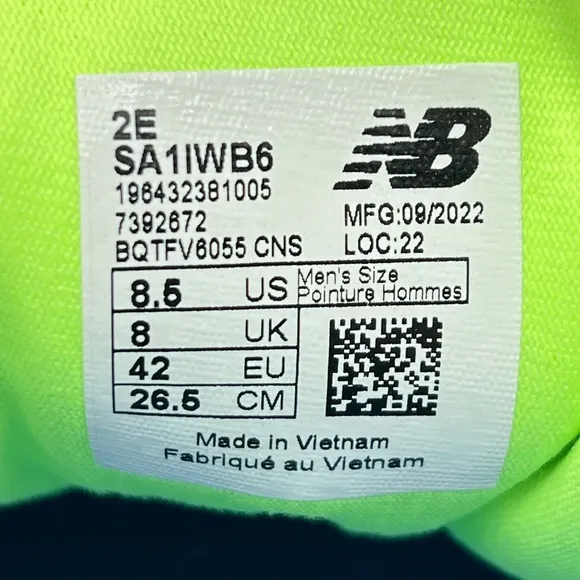 2E
SA1IWB6
196432381005
7392672
BQTFV6055 CNS
NB
MFG:09/2022
LOC:22
8.5 US Men's Size
Pointure Hommes
8 UK
42 EU
26.5 CM
Made in Vietnam
Fabriqué au Vietnam